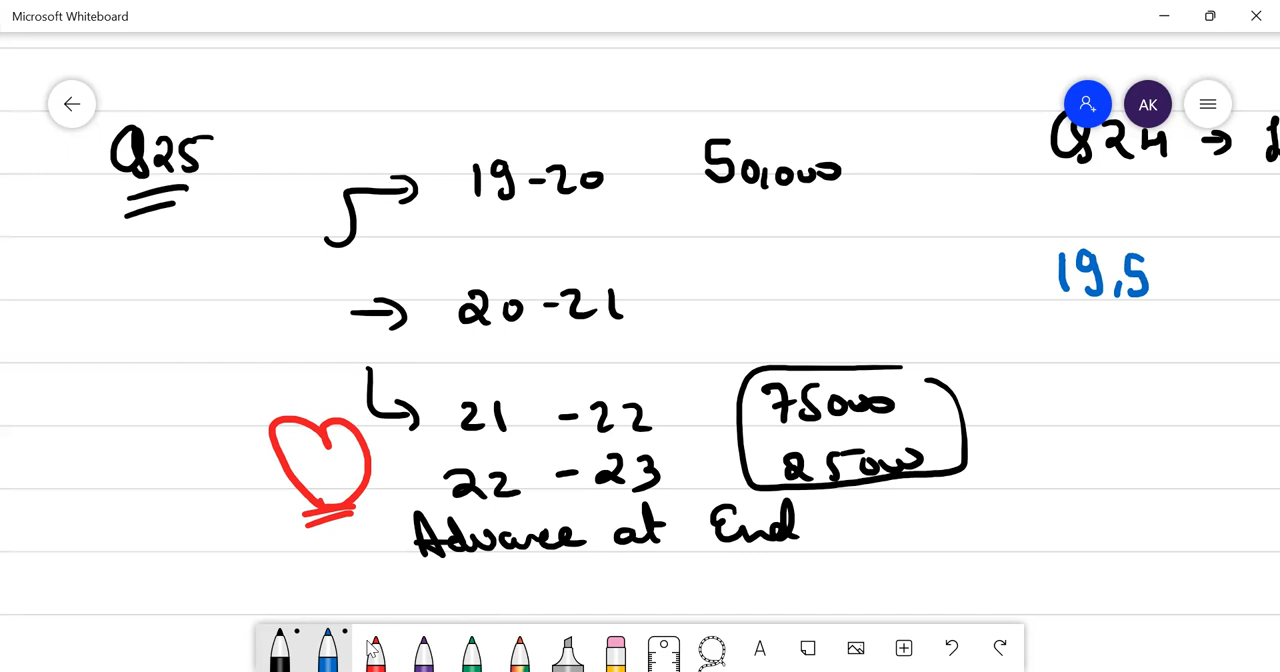 Microsoft Whiteboard
AK
Q25
19-20 50,000
Q24 →
19,5
→ 20-21
21 -22 75000
22 - 23 25000
Advance at End
A